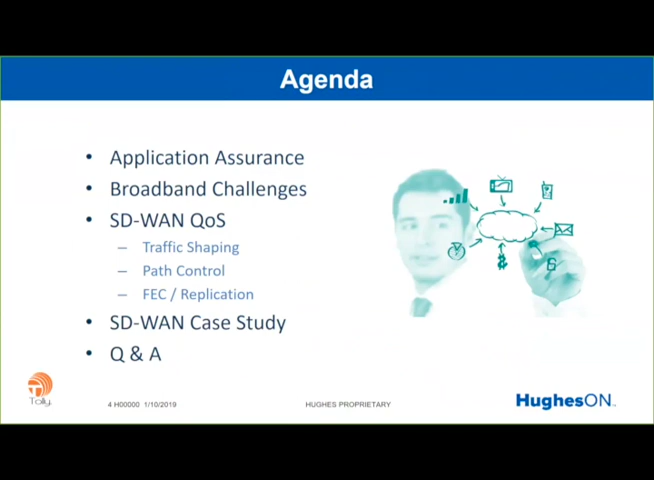 Agenda
• Application Assurance
• Broadband Challenges
• SD-WAN QoS
– Traffic Shaping
– Path Control
– FEC / Replication
• SD-WAN Case Study
• Q & A
Tolly
4 H00000 1/10/2019
HUGHES PROPRIETARY
HughesON